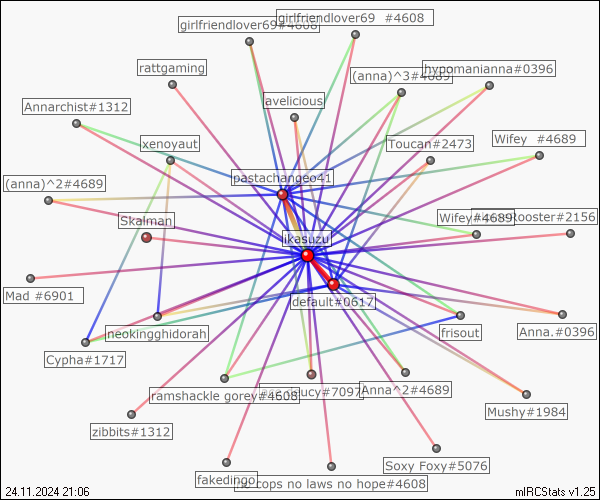 girlfriendlover69#4608
girlfriendlover69 #4608
rattgaming
(anna)^3#4689
hypomanianna#0396
Annarchist#1312
avelicious
xenoyaut
Toucan#2473
Wifey #4689
pastachangeo41
(anna)^2#4689
Skalman
Wifey#4689
Rooster#2156
ikasuzu
Mad #6901
default#0617
neokingghidorah
frisout
Anna.#0396
Cypha#1717
ramshackle gorey#4608
lucy#7097
Anna^2#4689
Mushy#1984
zibbits#1312
fakedingo
cops no laws no hope#4608
Soxy Foxy#5076
24.11.2024 21:06
mIRCStats v1.25